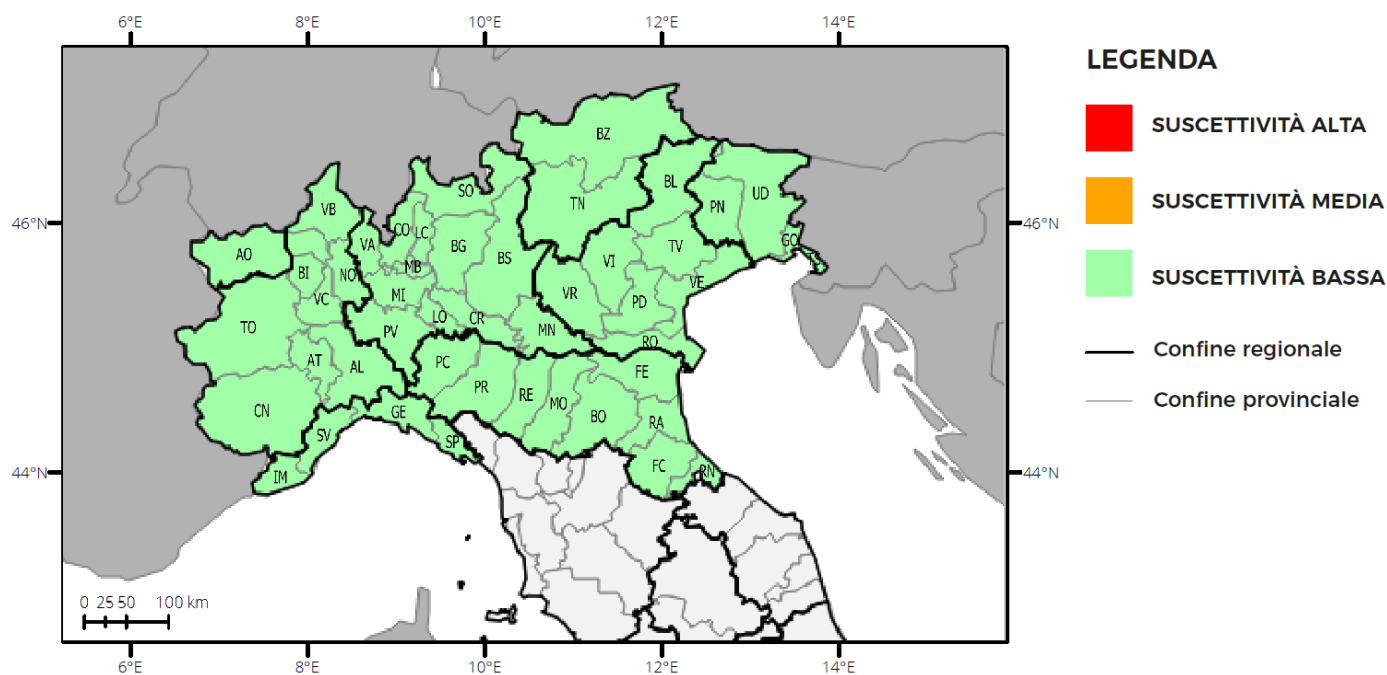 6°E 8°E 10°E 12°E 14°E
LEGENDA
SUSCETTIVITÀ ALTA
SUSCETTIVITÀ MEDIA
SUSCETTIVITÀ BASSA
Confine regionale
Confine provinciale
BZ
SO
BL
UD
TN
VB
PN
46°N
46°N
CO
LC
VA
BG
TV
GO
AO
BS
VI
MB
BI
NO
VE
MI
VR
VC
PD
LO
CR
TO
PV
MN
RO
AT
AL
PC
FE
PR
RE
MO
CN
GE
BO
RA
SV
SP
FC
RN
44°N
44°N
IM
0 25 50 100 km
6°E 8°E 10°E 12°E 14°E